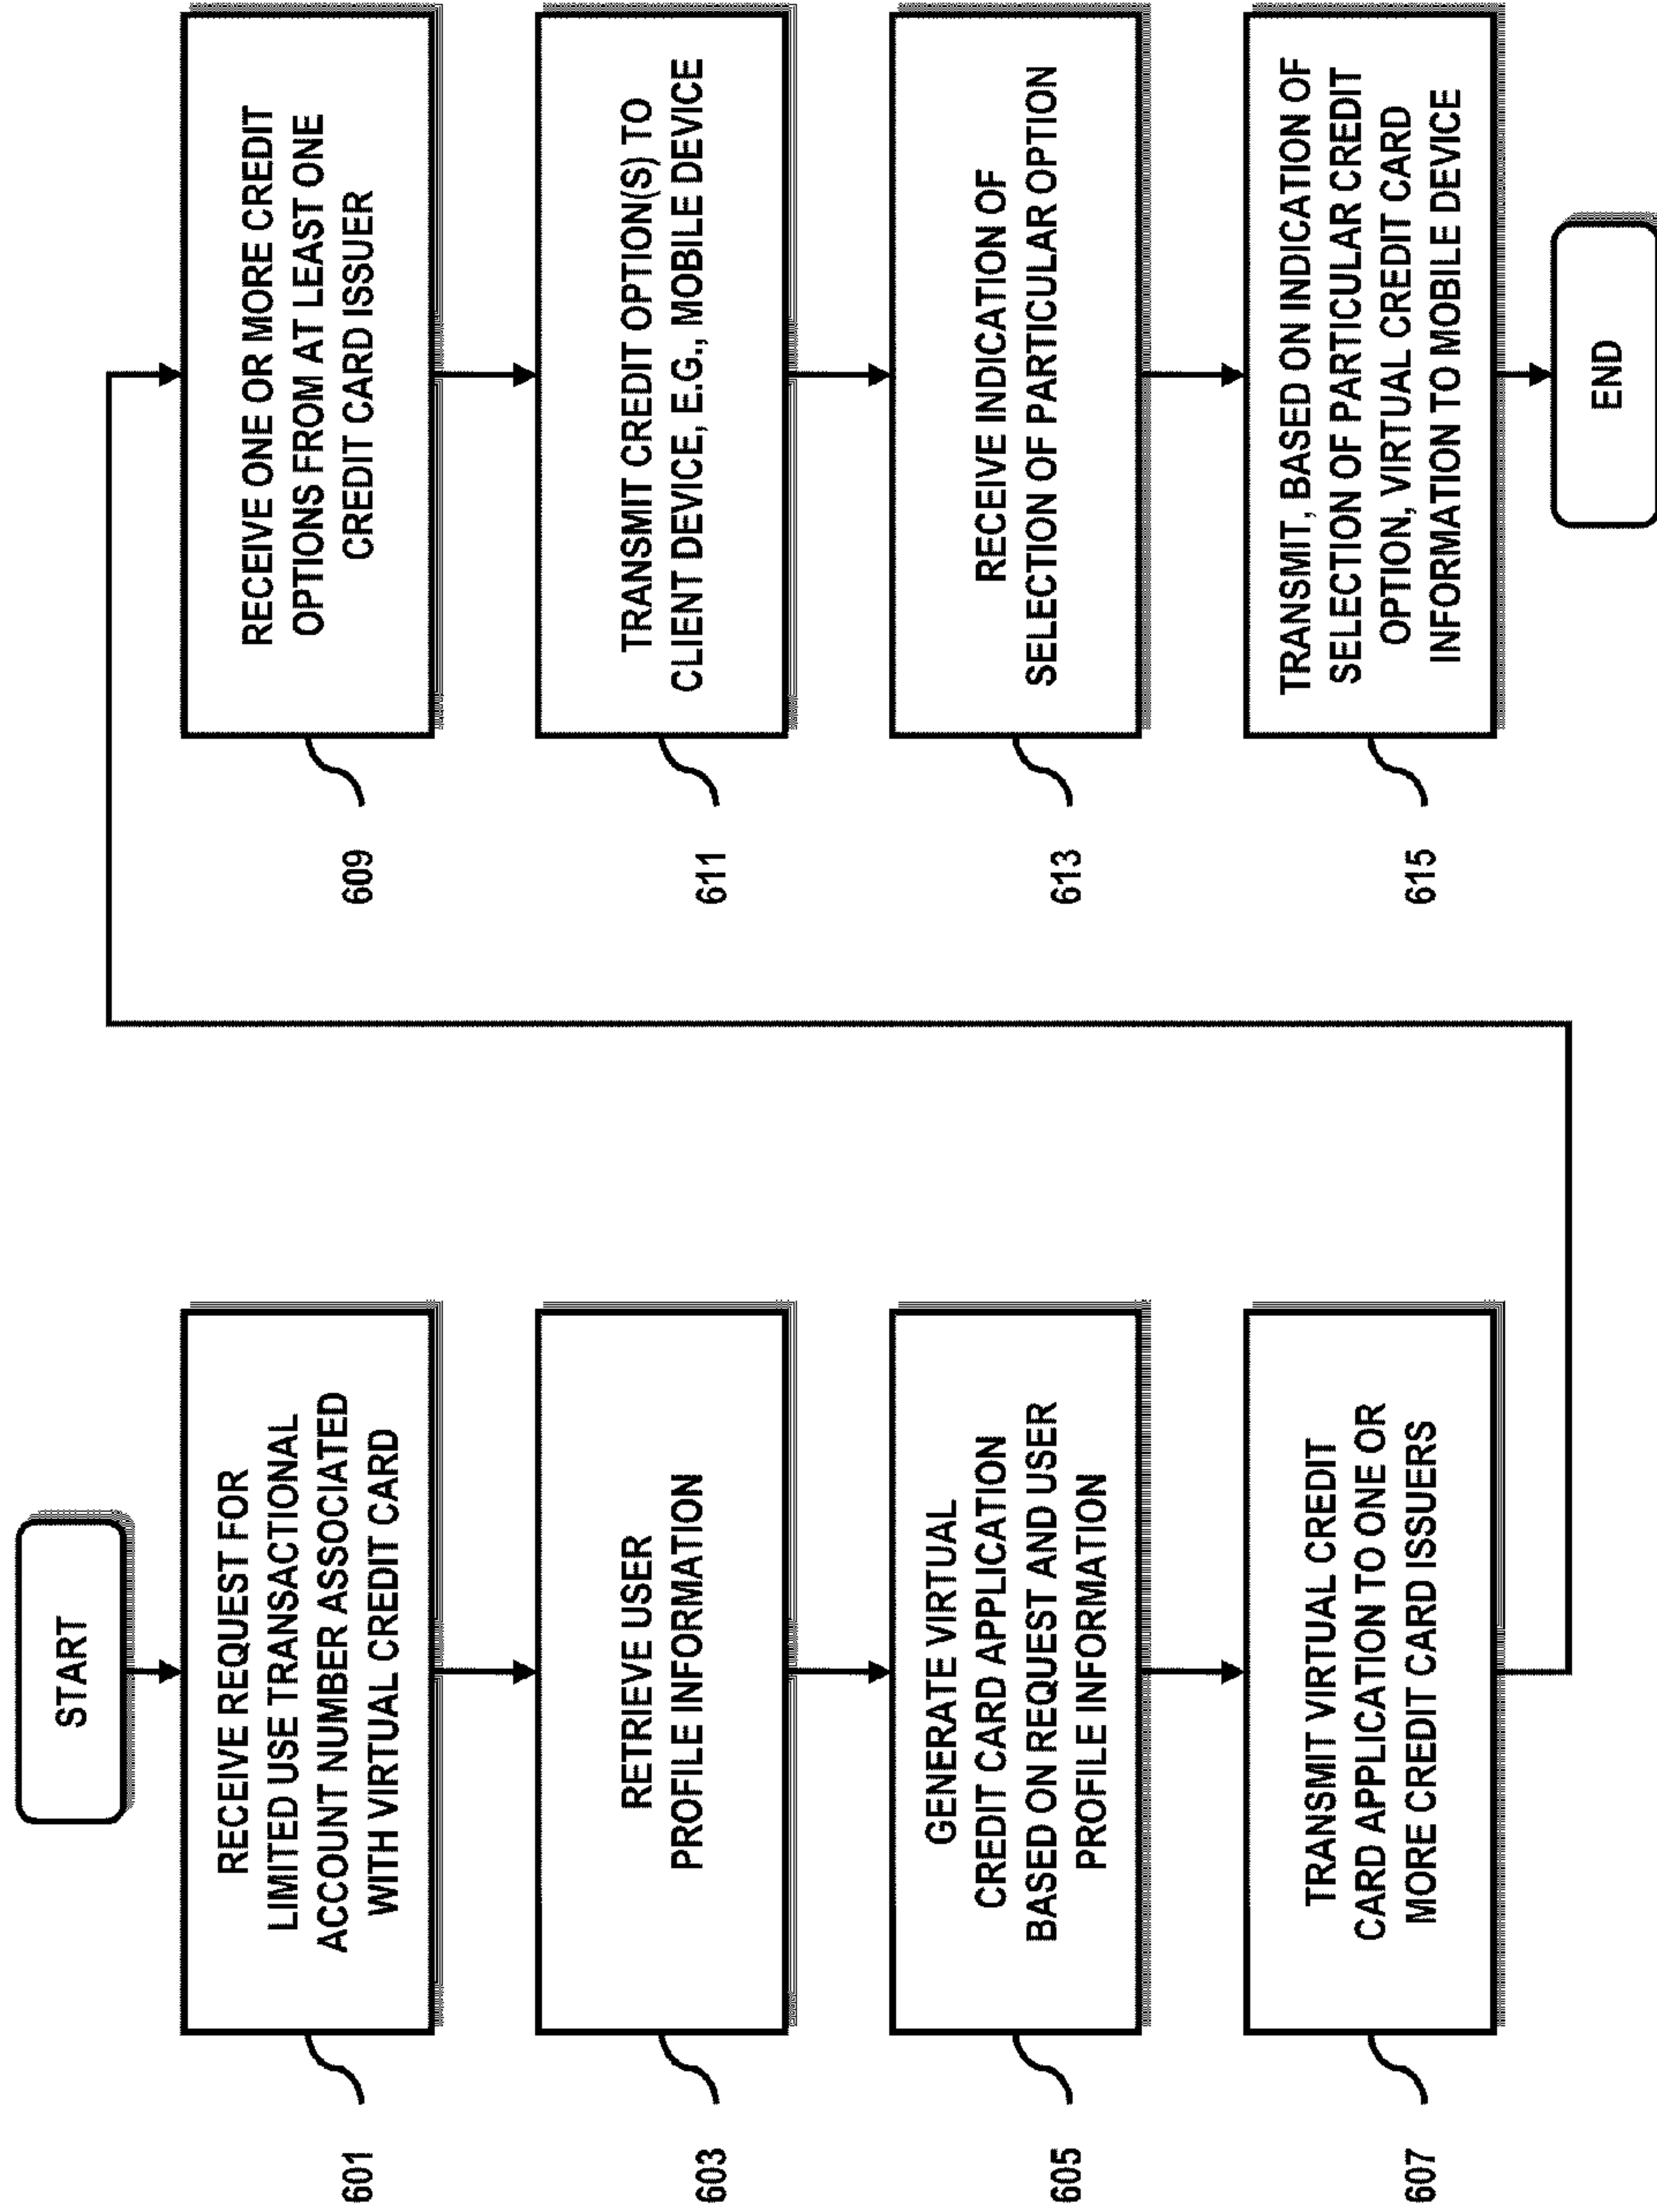 START
RECEIVE REQUEST FOR
LIMITED USE TRANSACTIONAL
ACCOUNT NUMBER ASSOCIATED
WITH VIRTUAL CREDIT CARD
601
RETRIEVE USER
PROFILE INFORMATION
603
GENERATE VIRTUAL
CREDIT CARD APPLICATION
BASED ON REQUEST AND USER
PROFILE INFORMATION
605
TRANSMIT VIRTUAL CREDIT
CARD APPLICATION TO ONE OR
MORE CREDIT CARD ISSUERS
607
RECEIVE ONE OR MORE CREDIT
OPTIONS FROM AT LEAST ONE
CREDIT CARD ISSUER
609
TRANSMIT CREDIT OPTION(S) TO
CLIENT DEVICE, E.G., MOBILE DEVICE
611
RECEIVE INDICATION OF
SELECTION OF PARTICULAR OPTION
613
TRANSMIT, BASED ON INDICATION OF
SELECTION OF PARTICULAR CREDIT
OPTION, VIRTUAL CREDIT CARD
INFORMATION TO MOBILE DEVICE
615
END